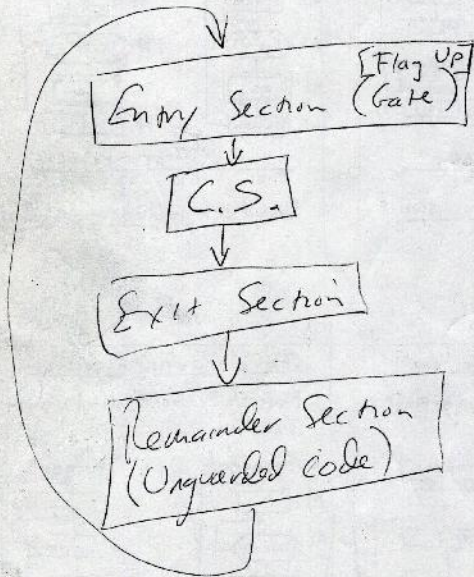 [Flag Up]
Entry Section (Gate)
C.S.
Exit Section
Remainder Section
(Unguarded code)